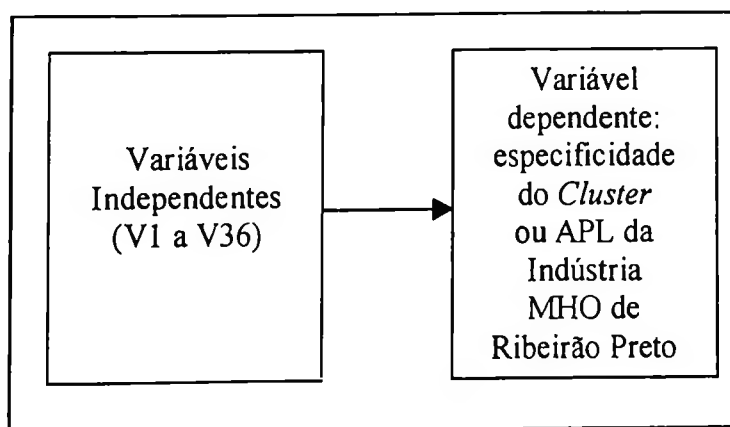 Variáveis
Independentes
(V1 a V36)
Variável
dependente:
especificidade
do Cluster
ou APL da
Indústria
MHO de
Ribeirão Preto